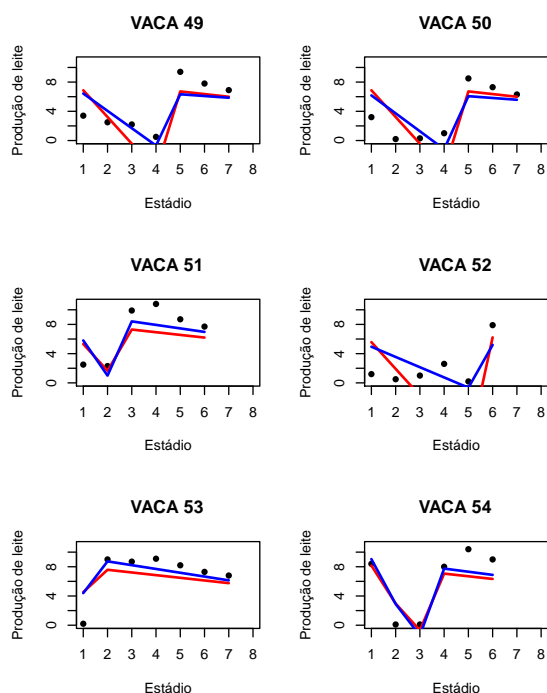 VACA 49
Produção de leite
0 4 8
1 2 3 4 5 6 7 8
Estádio
VACA 50
Produção de leite
0 4 8
1 2 3 4 5 6 7 8
Estádio
VACA 51
Produção de leite
0 4 8
1 2 3 4 5 6 7 8
Estádio
VACA 52
Produção de leite
0 4 8
1 2 3 4 5 6 7 8
Estádio
VACA 53
Produção de leite
0 4 8
1 2 3 4 5 6 7 8
Estádio
VACA 54
Produção de leite
0 4 8
1 2 3 4 5 6 7 8
Estádio